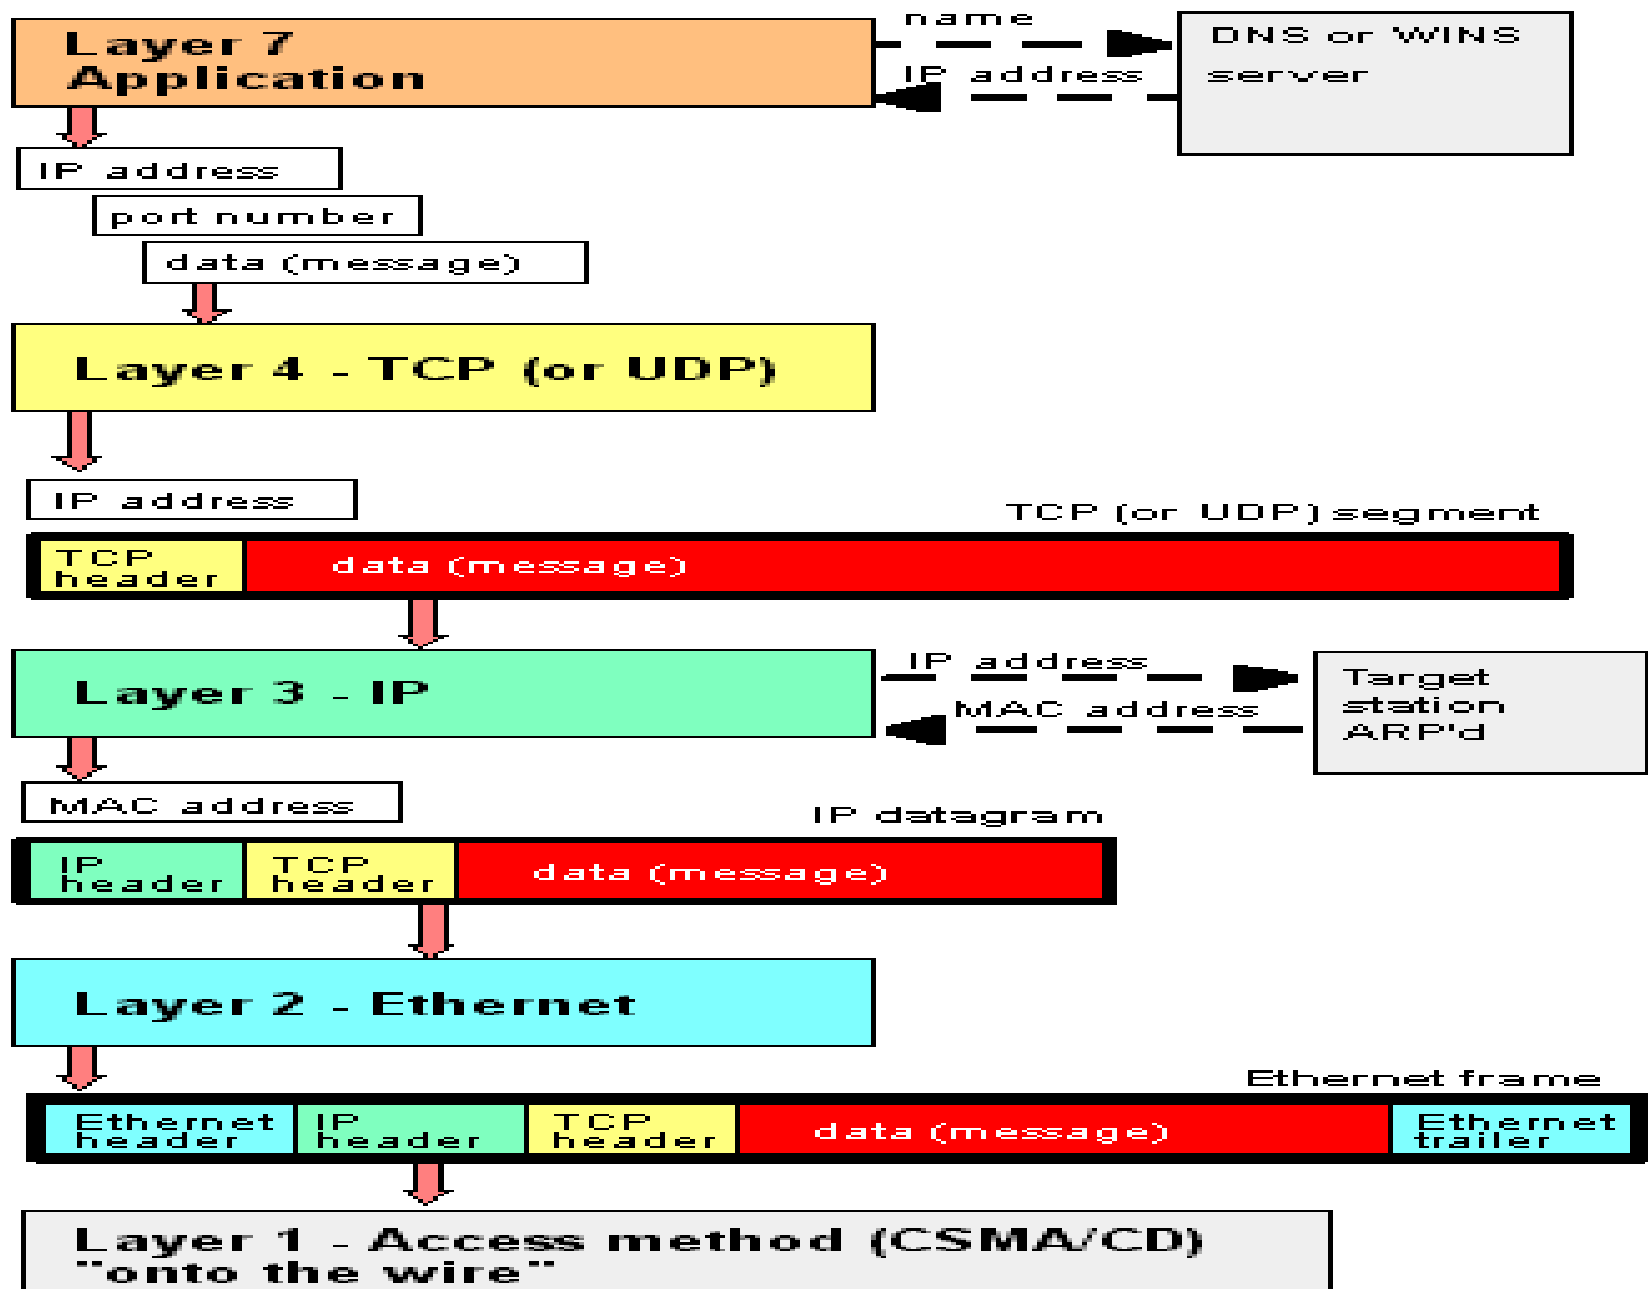 Layer 7
Application
name
IP address
DNS or WINS
server
IP address
port number
data (message)
Layer 4 - TCP (or UDP)
IP address
TCP (or UDP) segment
TCP
header
data (message)
Layer 3 - IP
IP address
MAC address
Target
station
ARP'd
MAC address
IP datagram
IP
header
TCP
header
data (message)
Layer 2 - Ethernet
Ethernet frame
Ethernet
header
IP
header
TCP
header
data (message)
Ethernet
trailer
Layer 1 - Access method (CSMA/CD)
"onto the wire"